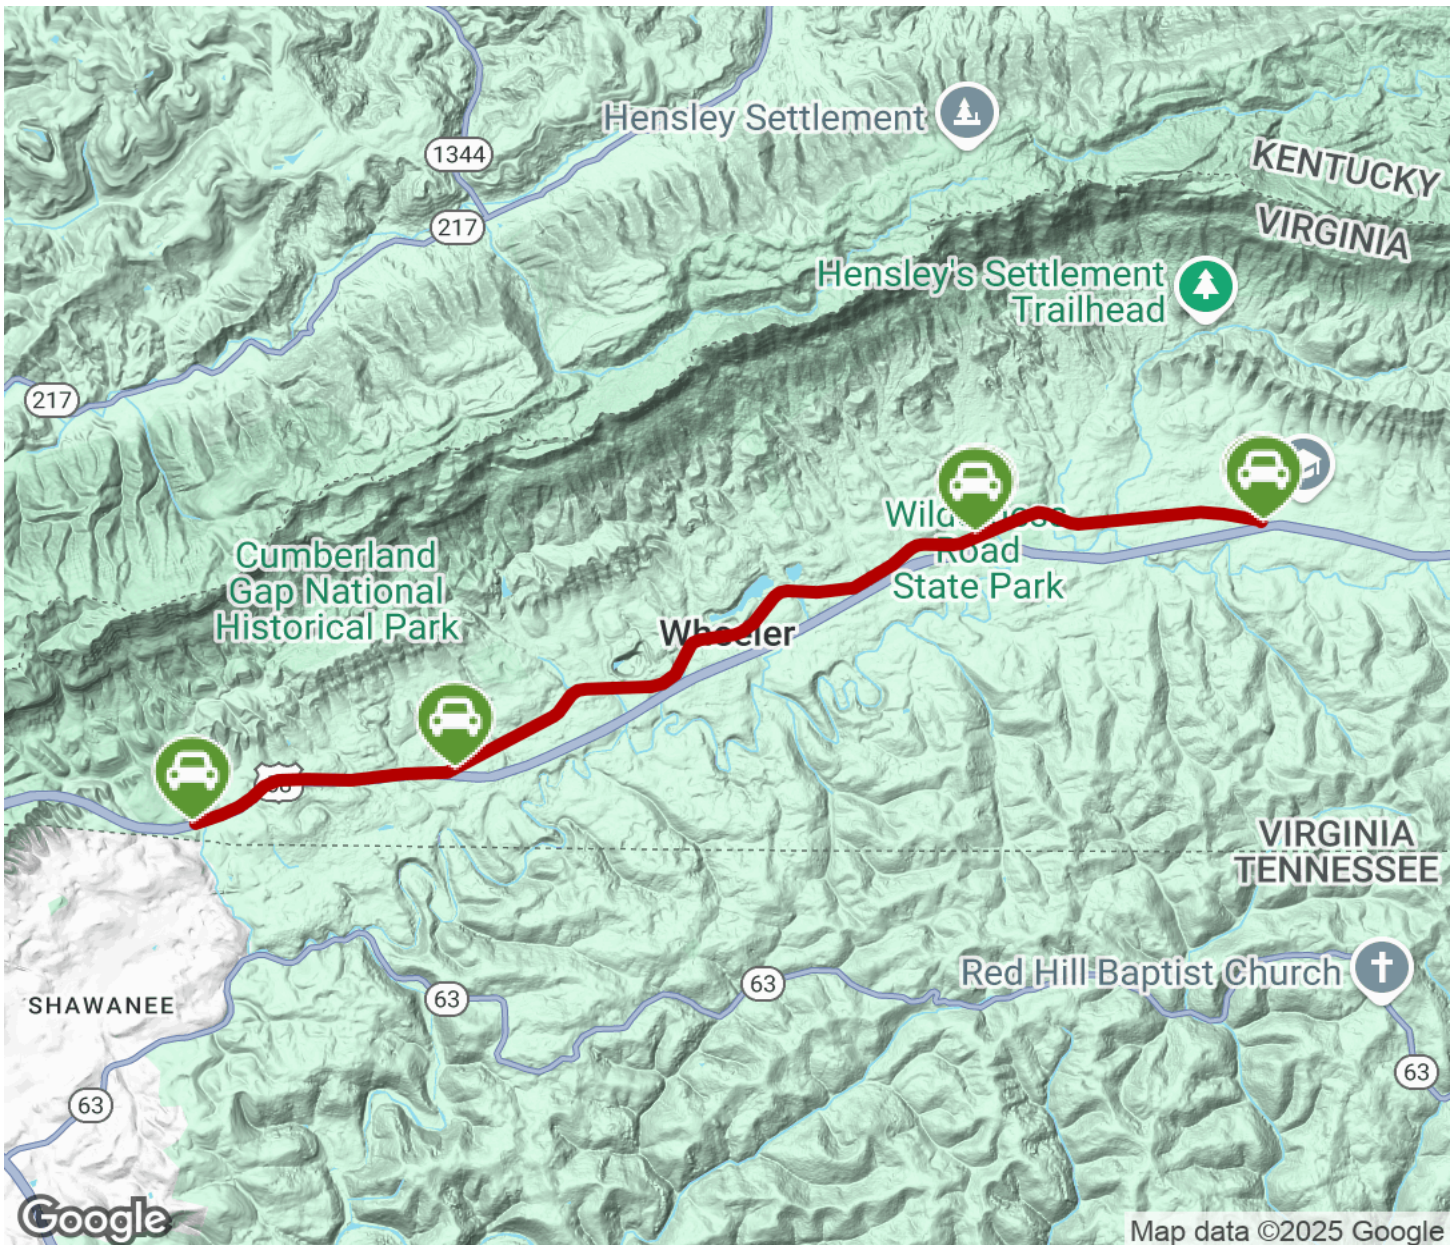 Hensley Settlement
1344
KENTUCKY
VIRGINIA
217
Hensley's Settlement
Trailhead
217
Road
State Park
Cumberland
Gap National
Historical Park
Wheeler
VIRGINIA
TENNESSEE
Red Hill Baptist Church
63
63
SHAWANEE
63
63
Google
Map data ©2025 Google